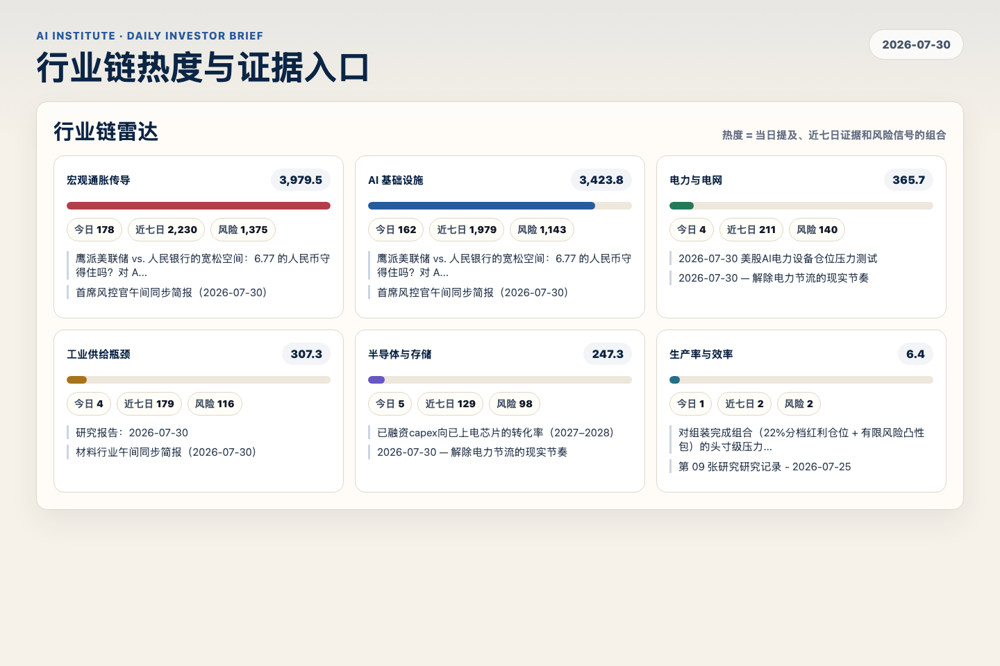 AI INSTITUTE · DAILY INVESTOR BRIEF
2026-07-30
行业链热度与证据入口
行业链雷达
热度 = 当日提及、近七日证据和风险信号的组合
宏观通胀传导
3,979.5
今日 178
近七日 2,230
风险 1,375
鹰派美联储 vs. 人民银行的宽松空间：6.77 的人民币守
得住吗？对 A...
首席风控官午间同步简报（2026-07-30）
AI 基础设施
3,423.8
今日 162
近七日 1,979
风险 1,143
鹰派美联储 vs. 人民银行的宽松空间：6.77 的人民币守
得住吗？对 A...
首席风控官午间同步简报（2026-07-30）
电力与电网
365.7
今日 4
近七日 211
风险 140
2026-07-30 美股AI电力设备仓位压力测试
2026-07-30 — 解除电力节流的现实节奏
工业供给瓶颈
307.3
今日 4
近七日 179
风险 116
研究报告：2026-07-30
材料行业午间同步简报（2026-07-30）
半导体与存储
247.3
今日 5
近七日 129
风险 98
已融资capex向已上电芯片的转化率（2027–2028）
2026-07-30 — 解除电力节流的现实节奏
生产率与效率
6.4
今日 1
近七日 2
风险 2
对组装完成组合（22%分档红利仓位 + 有限风险凸性
包）的头寸级压力...
第 09 张研究研究记录 - 2026-07-25